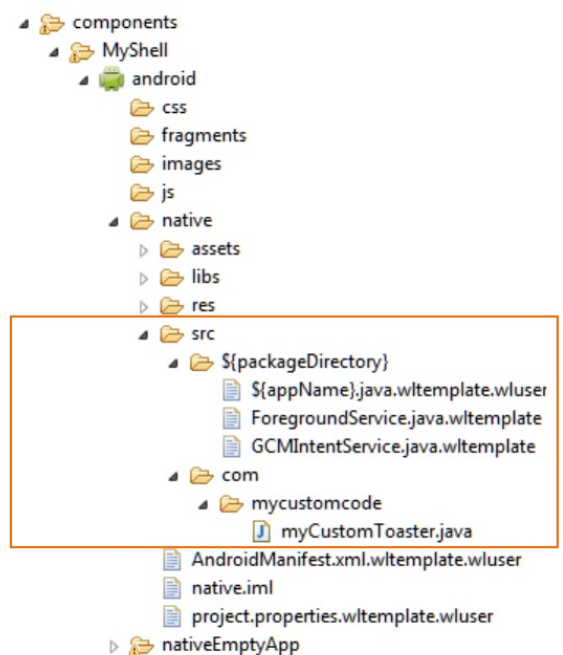 components
MyShell
android
css
fragments
images
js
native
assets
libs
res
src
${packageDirectory}
${appName}.java.wltemplate.wluser
ForegroundService.java.wltemplate
GCMIntentService.java.wltemplate
com
mycustomcode
myCustomToaster.java
AndroidManifest.xml.wltemplate.wluser
native.iml
project.properties.wltemplate.wluser
nativeEmptyApp